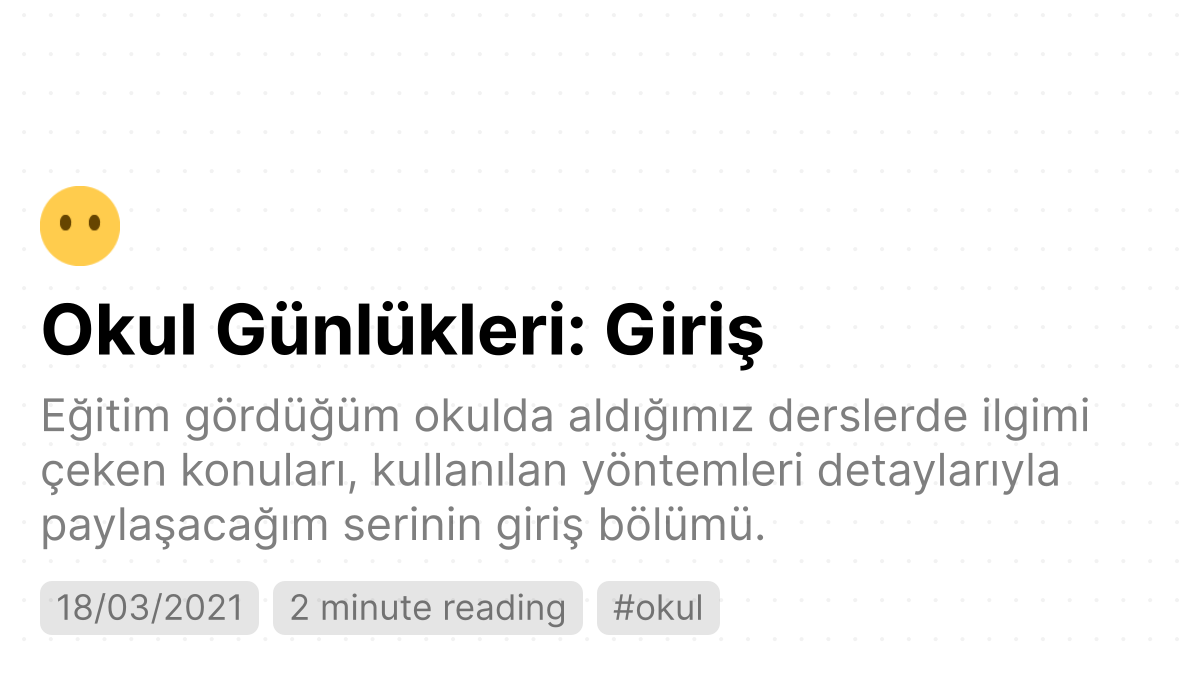 Okul Günlükleri: Giriş
Eğitim gördüğüm okulda aldığımız derslerde ilgimi
çeken konuları, kullanılan yöntemleri detaylarıyla
paylaşacağım serinin giriş bölümü.
18/03/2021 2 minute reading #okul